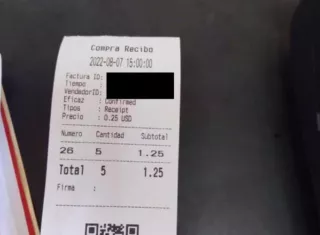 Compra Recibo
2022-08-07 15:00:00
Factura ID:
Tiempo :
VendedorID:
Eficaz : Confirmed
Tipos : Receipt
Precio : 0.25 USD
Numero Cantidad Subtotal
26 5 1.25
Total 5 1.25
Firma :